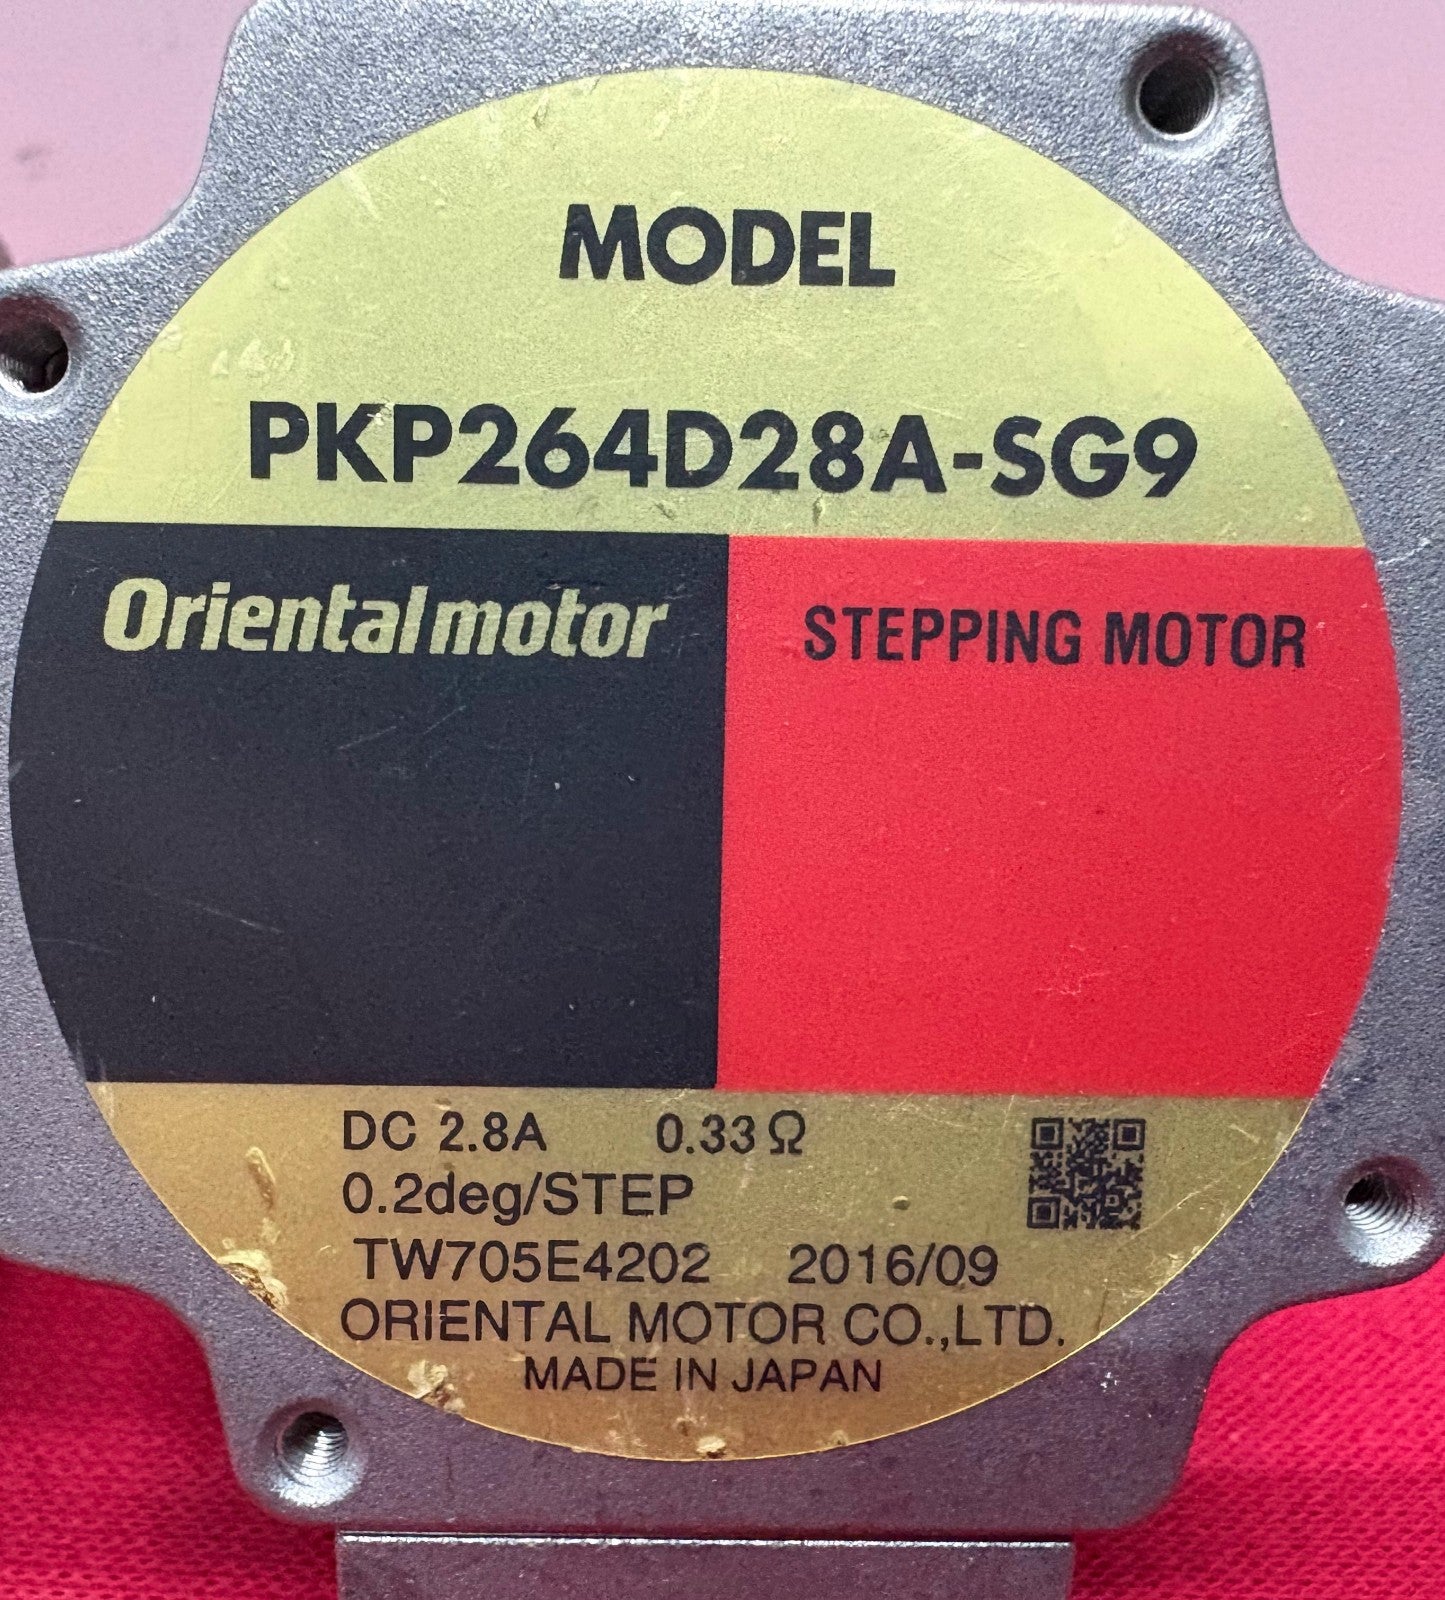 MODEL
PKP264D28A-SG9
Orientalmotor STEPPING MOTOR
DC 2.8A 0.33Ω
0.2deg/STEP
TW705E4202 2016/09
ORIENTAL MOTOR CO.,LTD.
MADE IN JAPAN